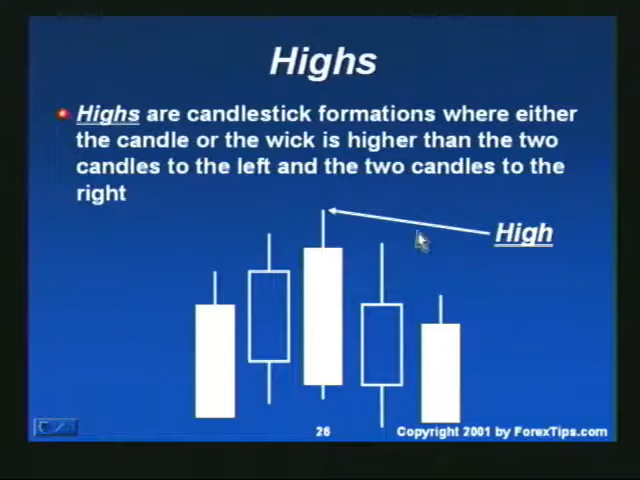 Highs
Highs are candlestick formations where either
the candle or the wick is higher than the two
candles to the left and the two candles to the
right
High
26
Copyright 2001 by ForexTips.com